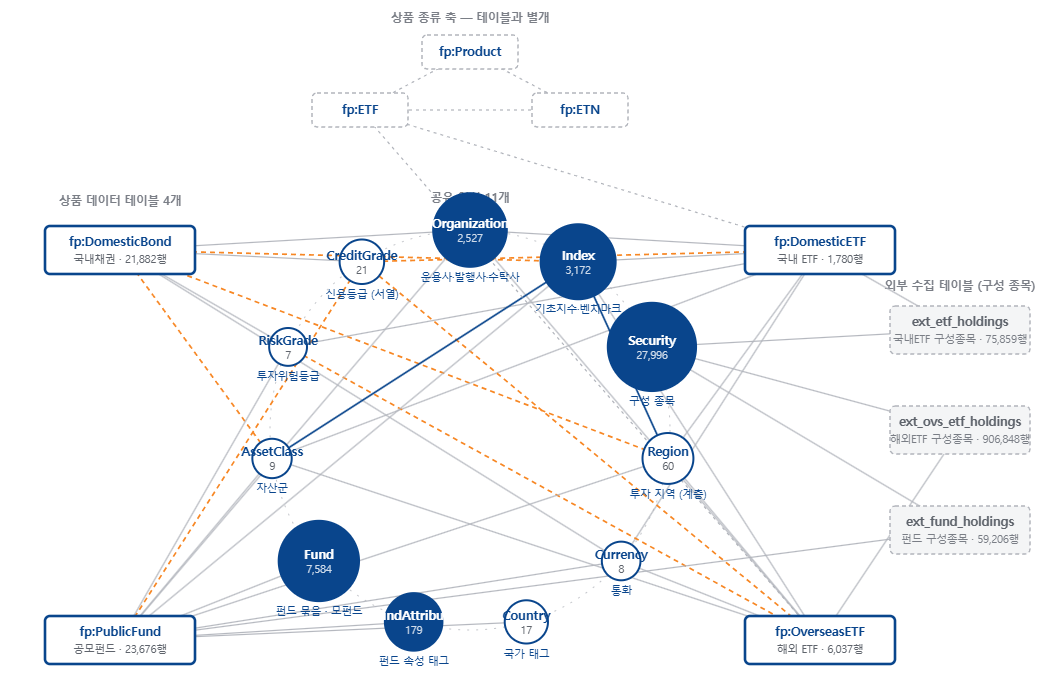 상품 종류 축 — 테이블과 별개
fp:Product
fp:ETF
fp:ETN
상품 데이터 테이블 4개
11개
fp:DomesticBond
국내채권 · 21,882행
Organization
2,527
운용사·발행사·수탁사
CreditGrade
21
신용등급 (서열)
Index
3,172
기초지수·벤치마크
fp:DomesticETF
국내 ETF · 1,780행
외부 수집 테이블 (구성 종목)
ext_etf_holdings
국내ETF 구성종목 · 75,859행
RiskGrade
7
투자위험등급
Security
27,996
구성 종목
ext_ovs_etf_holdings
해외ETF 구성종목 · 906,848행
AssetClass
9
자산군
Region
60
투자 지역 (계층)
ext_fund_holdings
펀드 구성종목 · 59,206행
Fund
7,584
펀드 묶음 · 모펀드
Currency
8
통화
ndAttribu
179
펀드 속성 태그
Country
17
국가 태그
fp:PublicFund
공모펀드 · 23,676행
fp:OverseasETF
해외 ETF · 6,037행